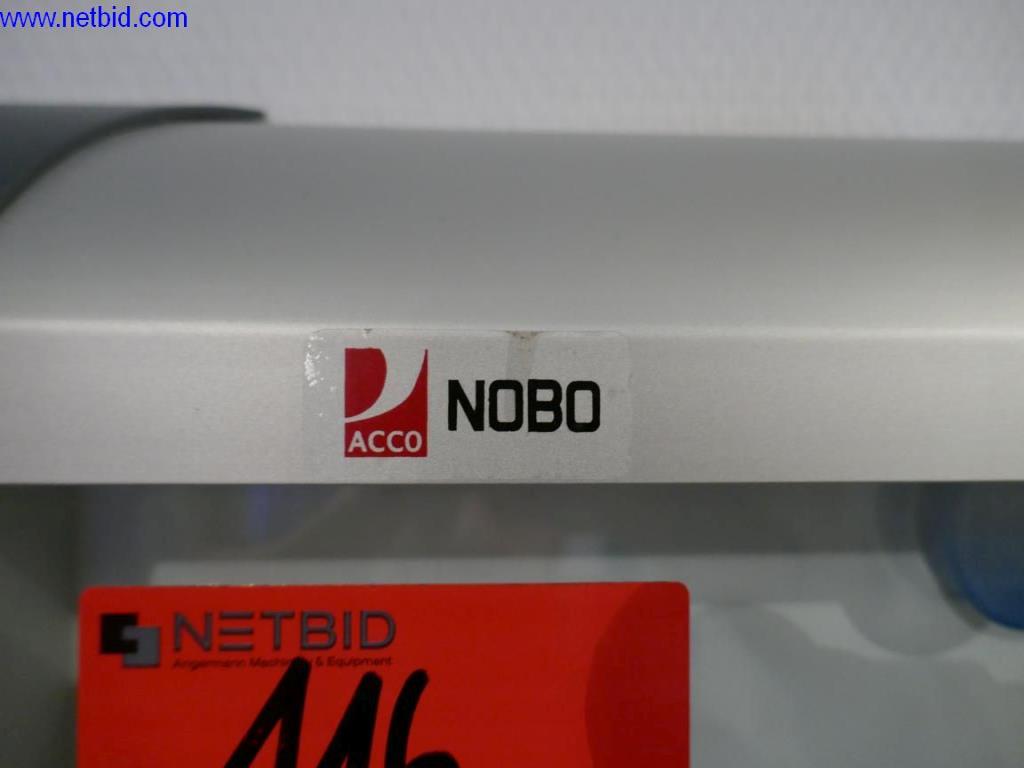 www.netbid.com
ACCO NOBO
NETBID
Angermann Machinery & Equipment
116